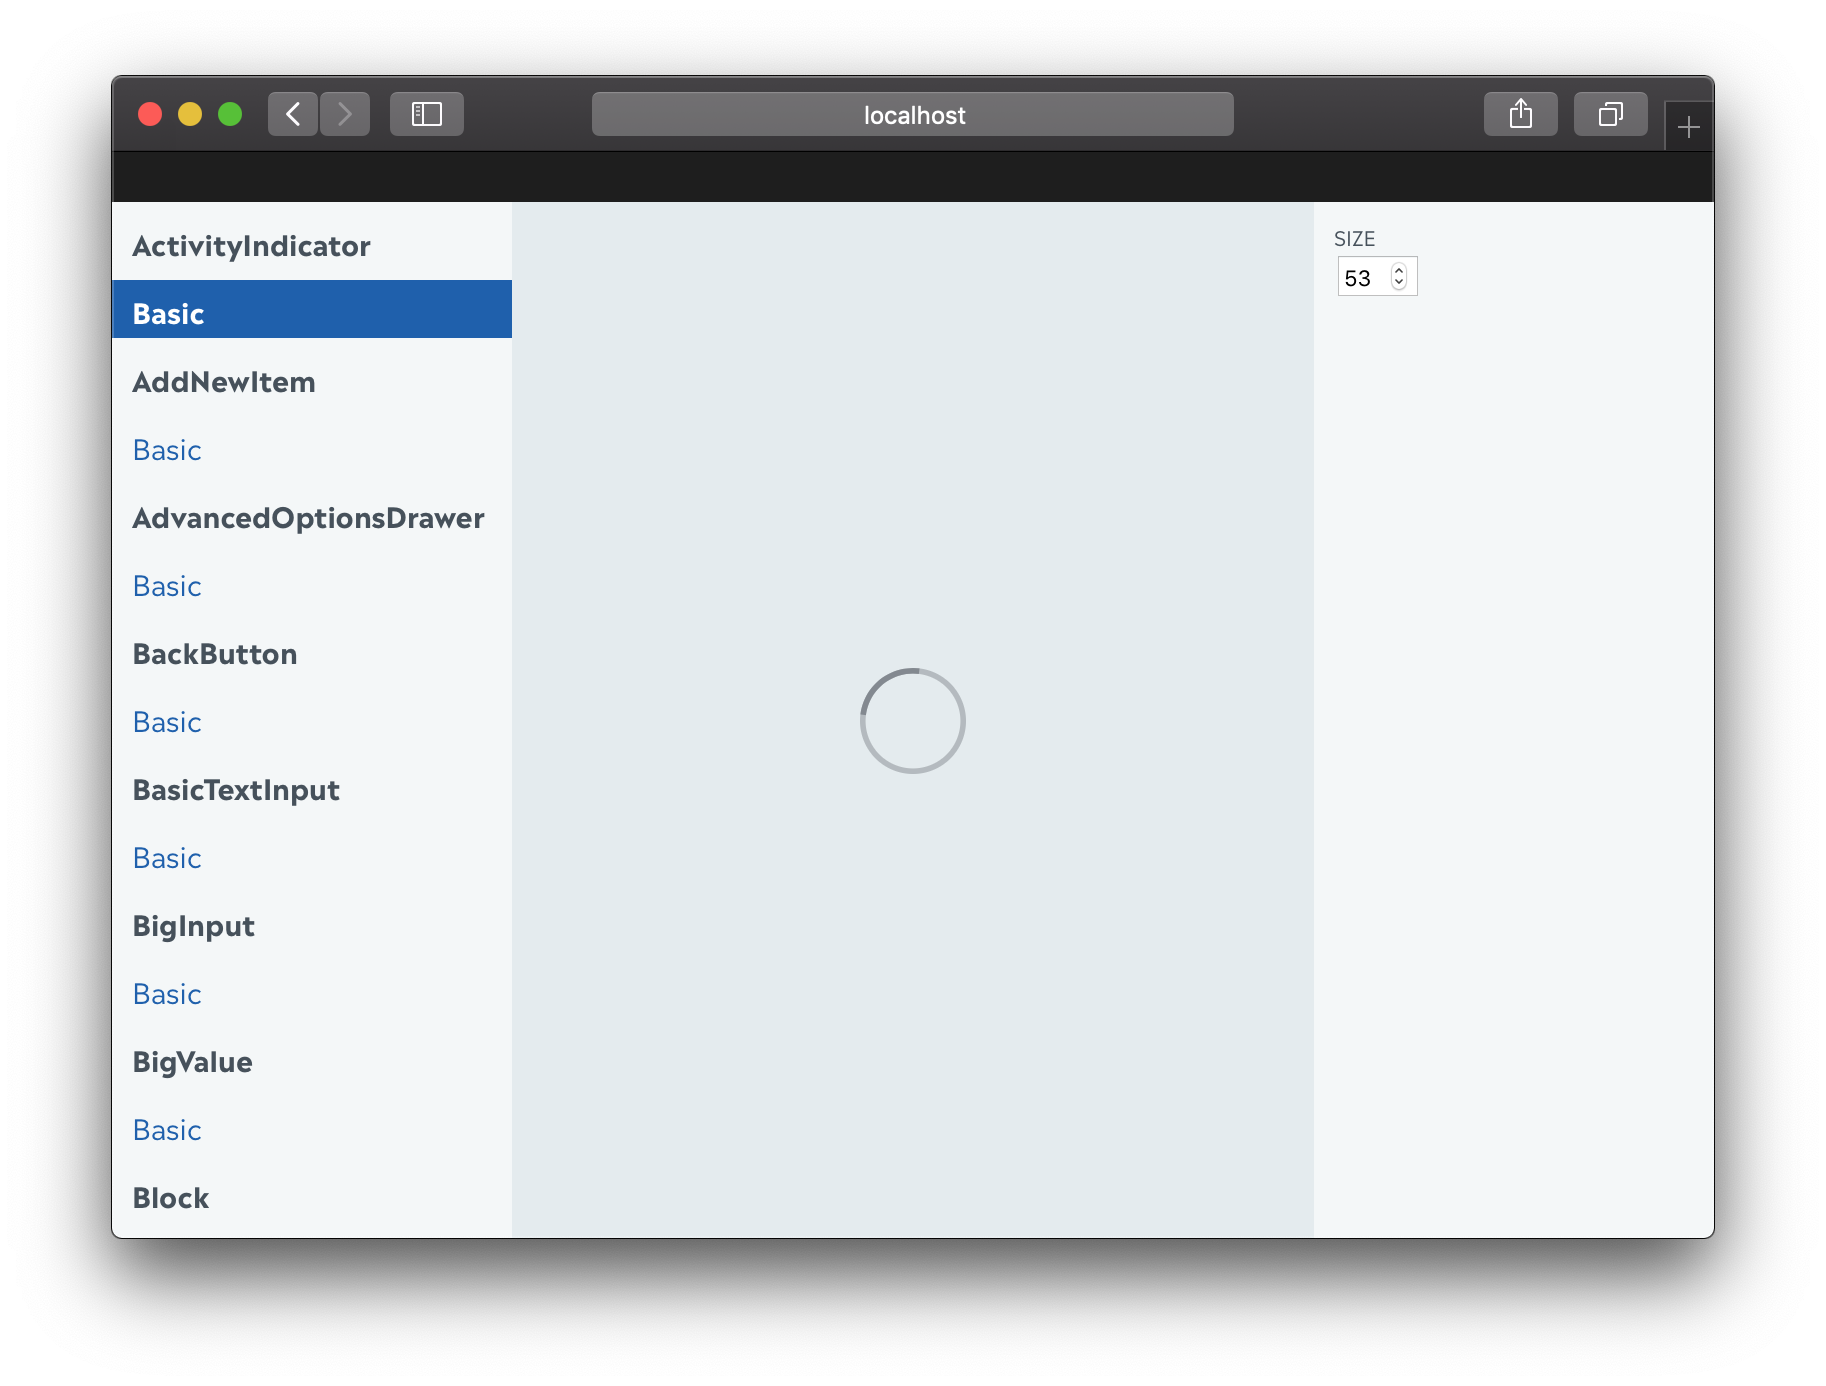 localhost
ActivityIndicator
Basic
AddNewItem
Basic
AdvancedOptionsDrawer
Basic
BackButton
Basic
BasicTextInput
Basic
BigInput
Basic
BigValue
Basic
Block
SIZE
53